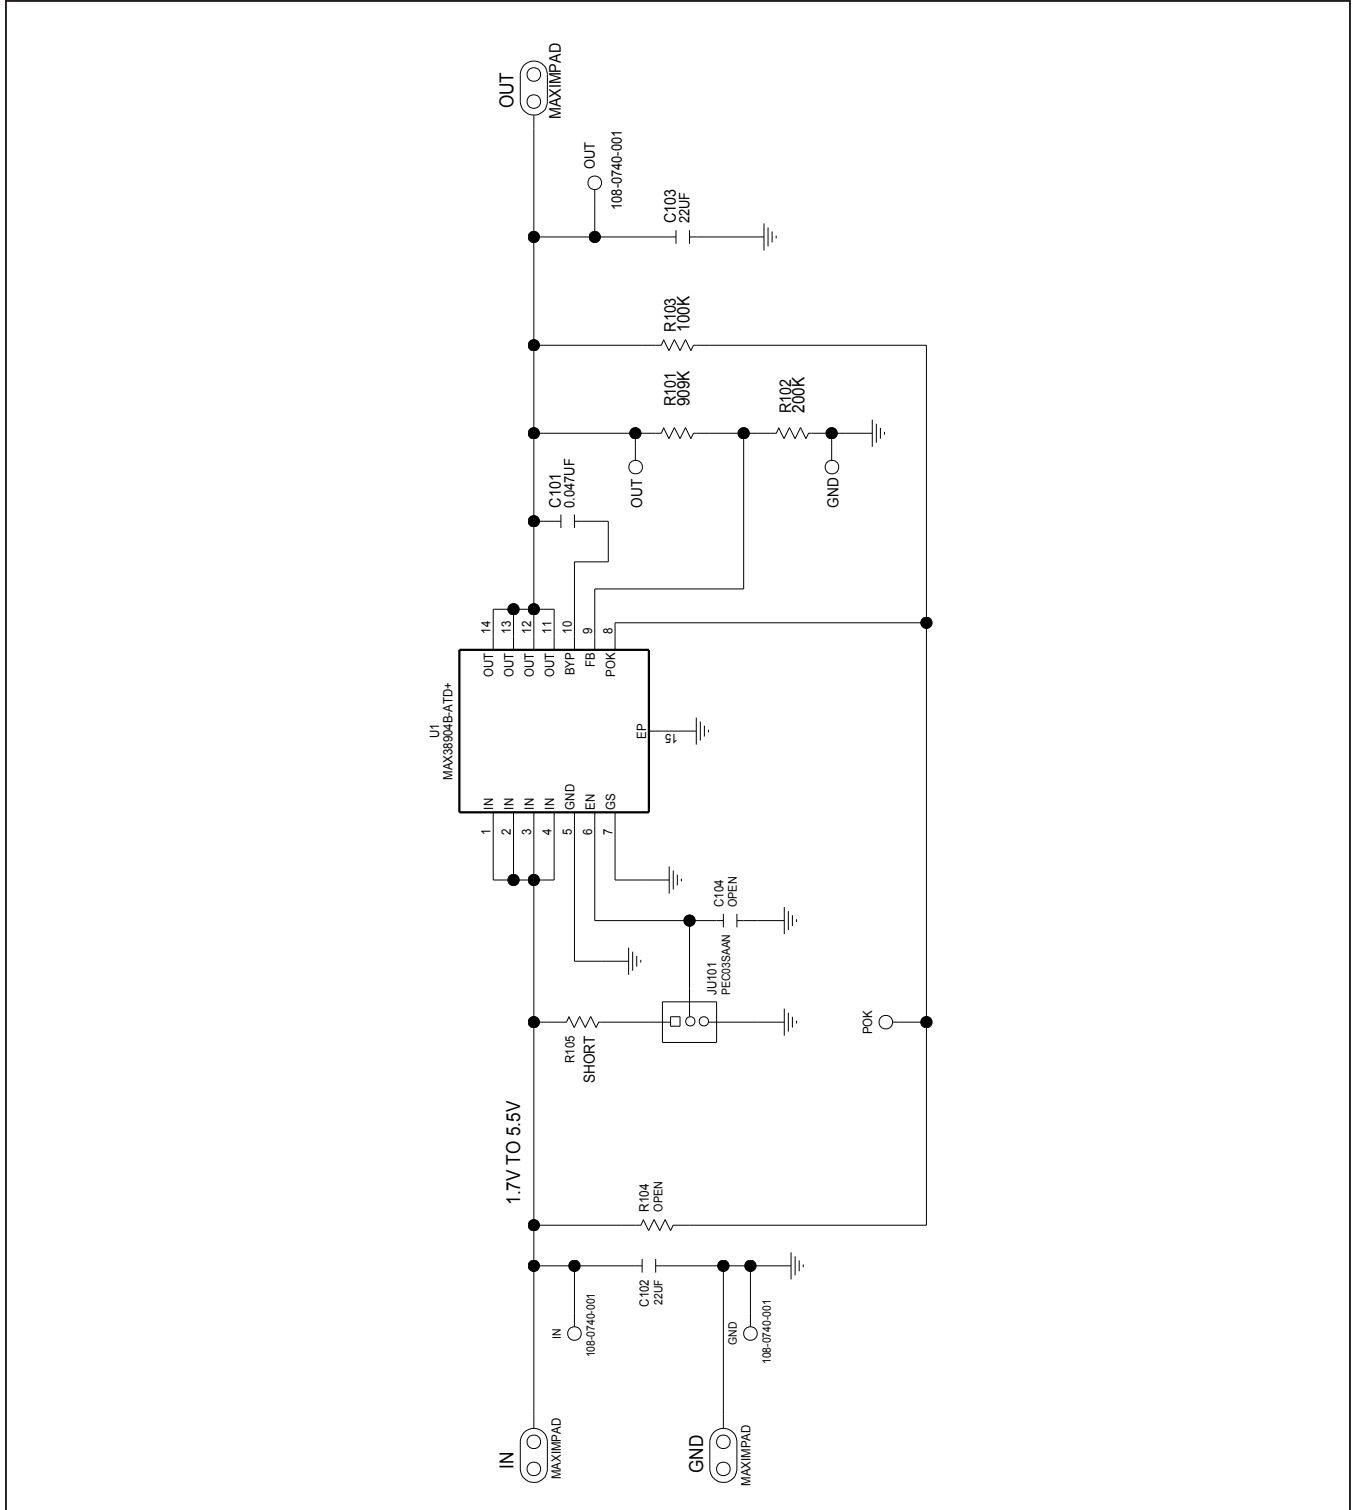 IN
MAXIMPAD
GND
MAXIMPAD
IN
108-0740-001
GND
108-0740-001
C102
22UF
R104
OPEN
1.7V TO 5.5V
R105
SHORT
JU101
PEC03SAAN
C104
OPEN
POK
U1
MAX38904B-ATD+
1
IN
2
IN
3
IN
4
IN
5
GND
6
EN
7
GS
EP
15
OUT
14
OUT
13
OUT
12
OUT
11
BYP
10
FB
9
POK
8
C101
0.047UF
OUT
GND
R101
909K
R102
200K
R103
100K
C103
22UF
OUT
108-0740-001
OUT
MAXIMPAD